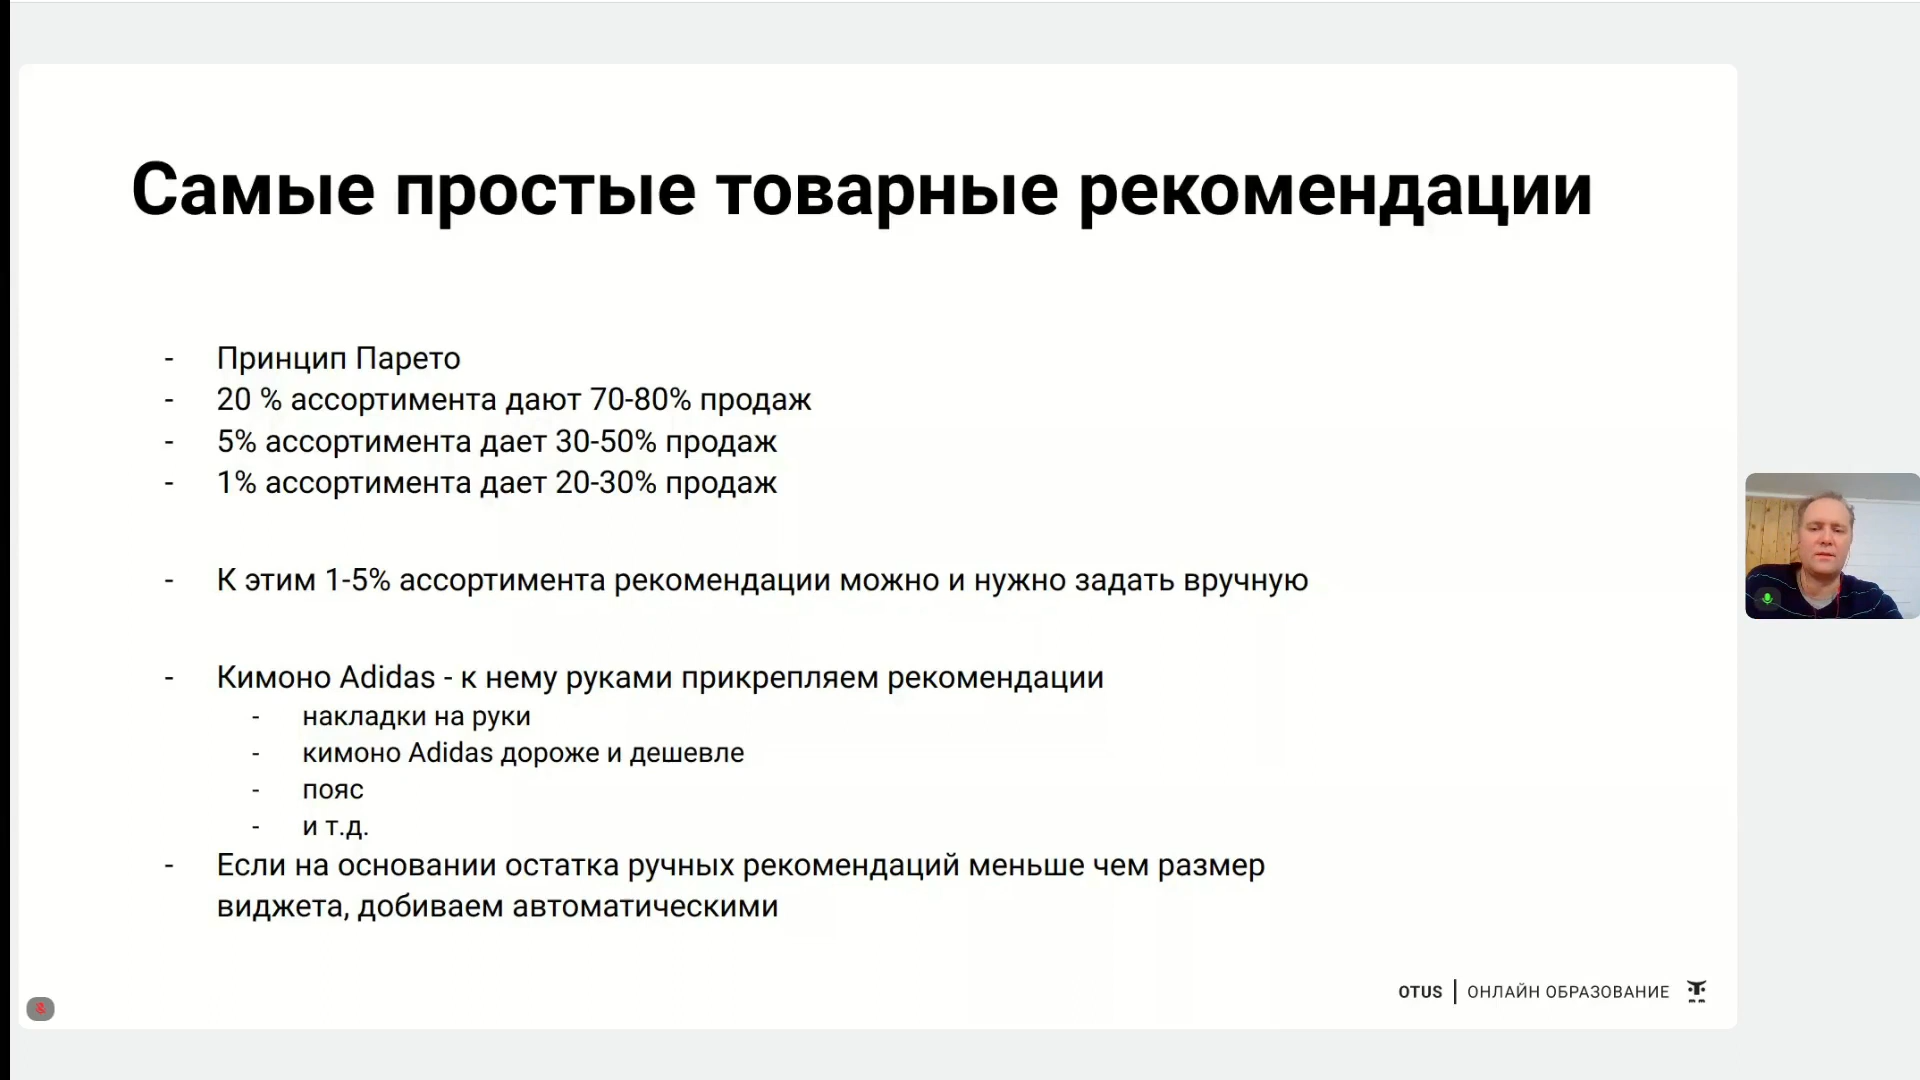 Самые простые товарные рекомендации
- Принцип Парето
- 20 % ассортимента дают 70-80% продаж
- 5% ассортимента дает 30-50% продаж
- 1% ассортимента дает 20-30% продаж
- К этим 1-5% ассортимента рекомендации можно и нужно задать вручную
- Кимоно Adidas - к нему руками прикрепляем рекомендации
- накладки на руки
- кимоно Adidas дороже и дешевле
- пояс
- и т.д.
- Если на основании остатка ручных рекомендаций меньше чем размер
виджета, добиваем автоматическими
OTUS | ОНЛАЙН ОБРАЗОВАНИЕ